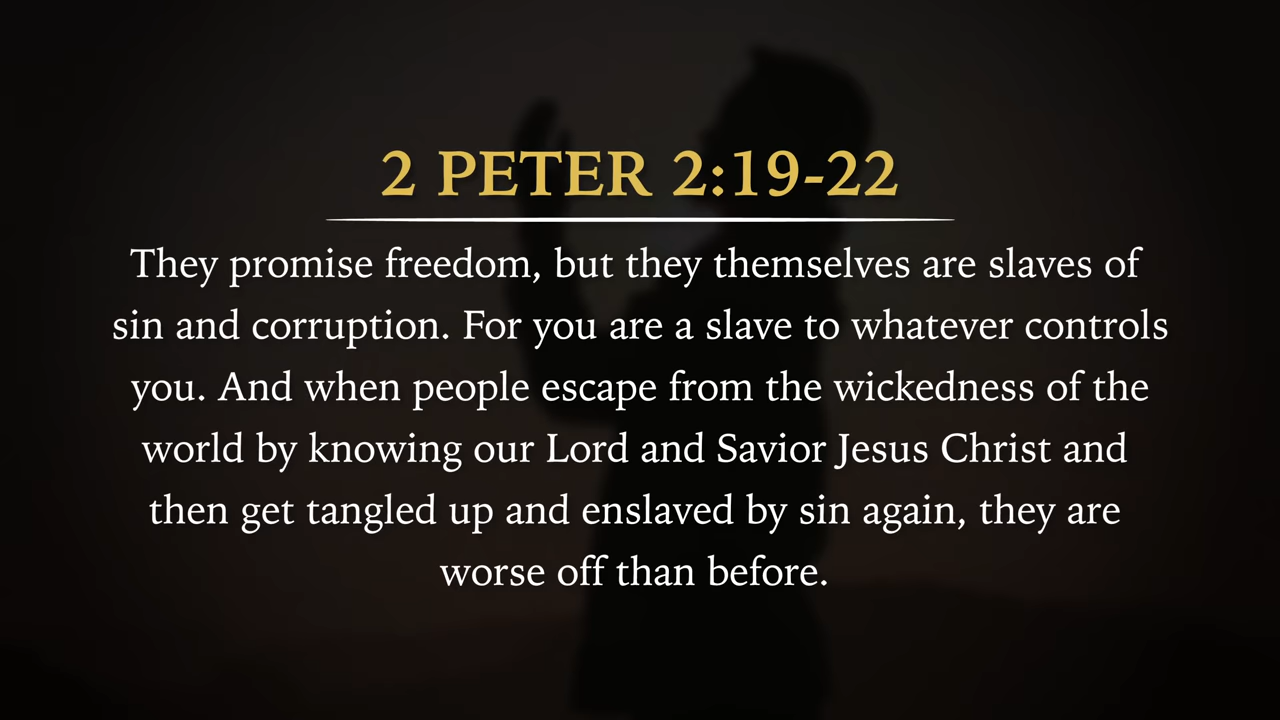 2 PETER 2:19-22
They promise freedom, but they themselves are slaves of
sin and corruption. For you are a slave to whatever controls
you. And when people escape from the wickedness of the
world by knowing our Lord and Savior Jesus Christ and
then get tangled up and enslaved by sin again, they are
worse off than before.